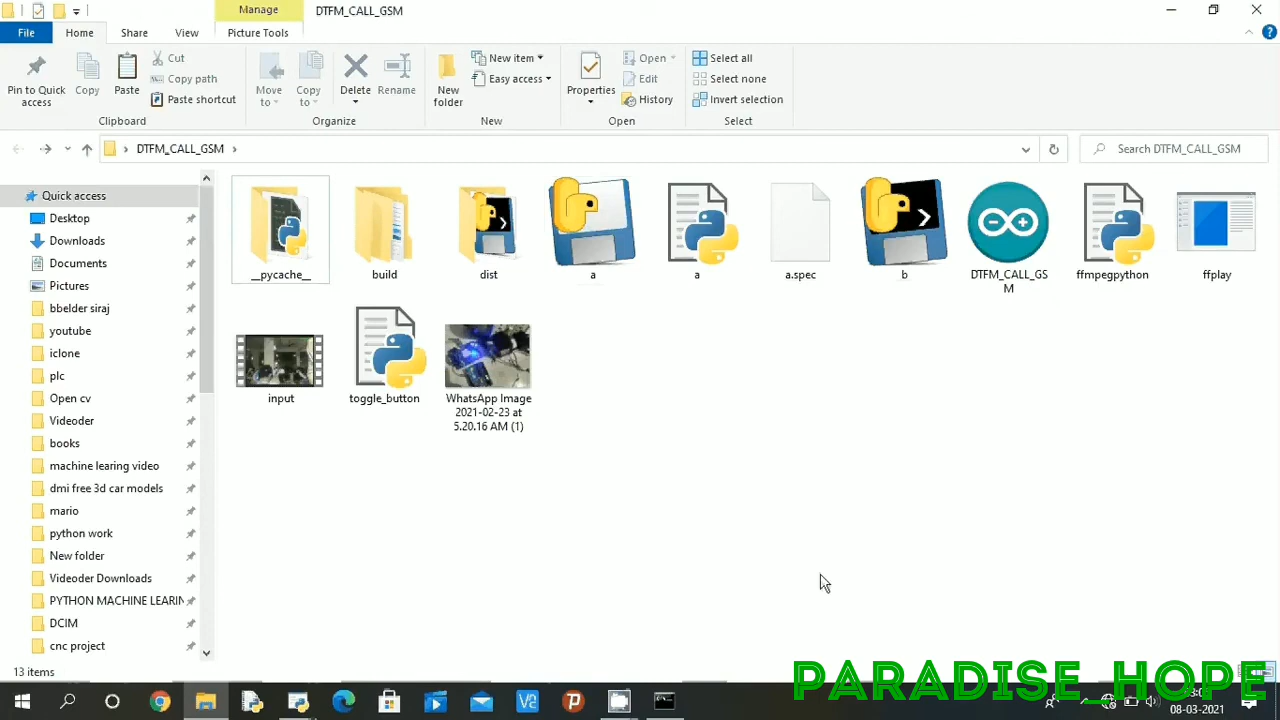 Manage
DTFM_CALL_GSM
File
Home
Share
View
Picture Tools
Pin to Quick access
Copy
Paste
Cut
Copy path
Paste shortcut
Clipboard
Move to
Copy to
Delete
Rename
Organize
New folder
New item
Easy access
New
Properties
Open
Edit
History
Open
Select all
Select none
Invert selection
Select
DTFM_CALL_GSM
Search DTFM_CALL_GSM
Quick access
Desktop
Downloads
Documents
Pictures
bbelder siraj
youtube
iclone
plc
Open cv
Videoder
books
machine learing video
dmi free 3d car models
mario
python work
New folder
Videoder Downloads
PYTHON MACHINE LEARIN
DCIM
cnc project
__pycache__
build
dist
a
a
a.spec
b
DTFM_CALL_GS
M
ffmpegpython
ffplay
input
toggle_button
WhatsApp Image
2021-02-23 at
5.20.16 AM (1)
13 items
PARADISE_HOPE
08-03-2021